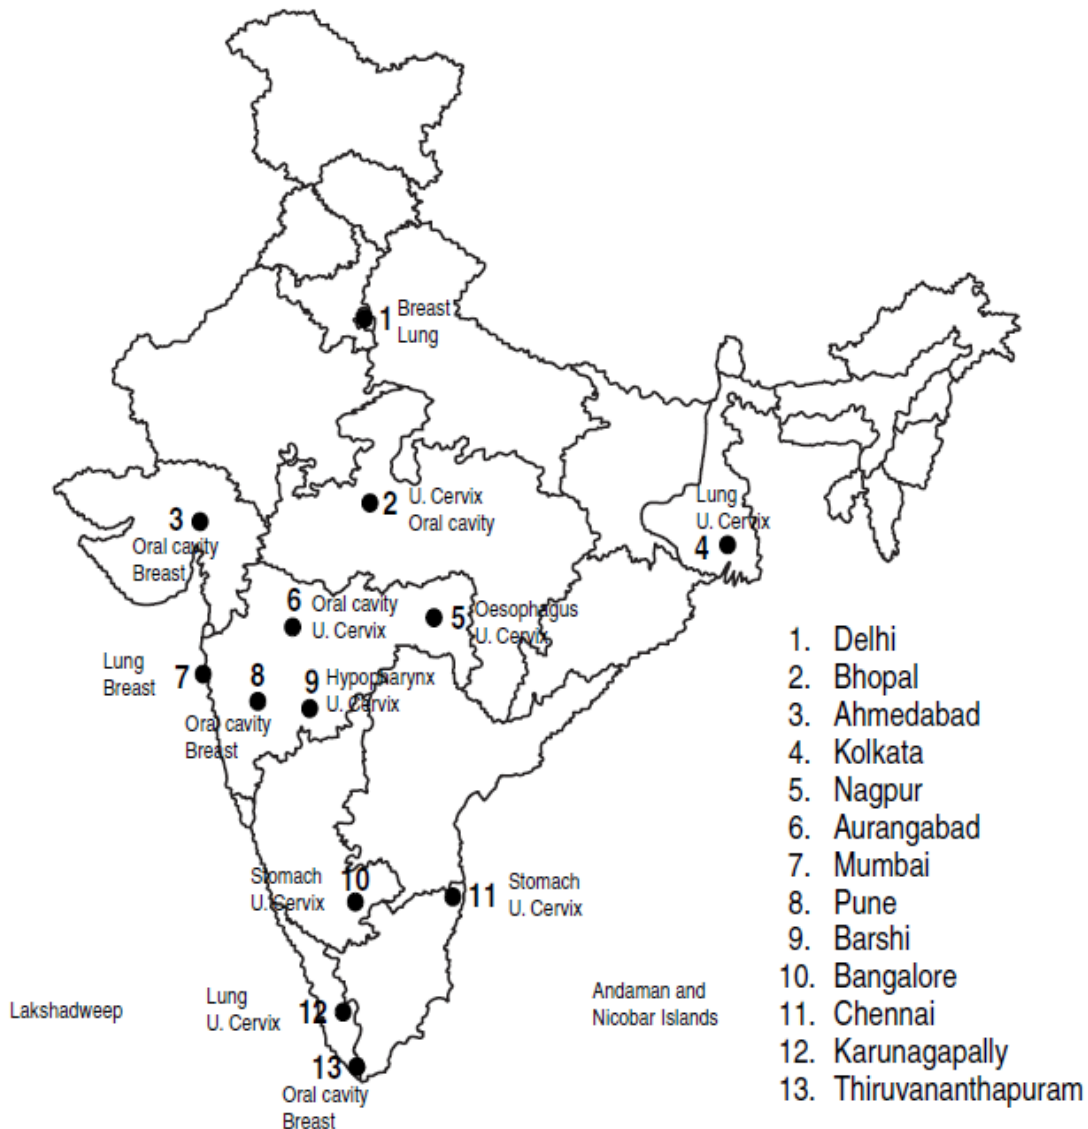 1 Breast
Lung
2 U. Cervix
Oral cavity
3
Oral cavity
Breast
Lung
U. Cervix
4
6 Oral cavity
U. Cervix
5 Oesophagus
U. Cervix
Lung
Breast
7
8
Oral cavity
Breast
9 Hypopharynx
U. Cervix
Stomach
U. Cervix
10
11 Stomach
U. Cervix
Lakshadweep
Lung
U. Cervix
12
Andaman and
Nicobar Islands
13
Oral cavity
Breast
1. Delhi
2. Bhopal
3. Ahmedabad
4. Kolkata
5. Nagpur
6. Aurangabad
7. Mumbai
8. Pune
9. Barshi
10. Bangalore
11. Chennai
12. Karunagapally
13. Thiruvananthapuram